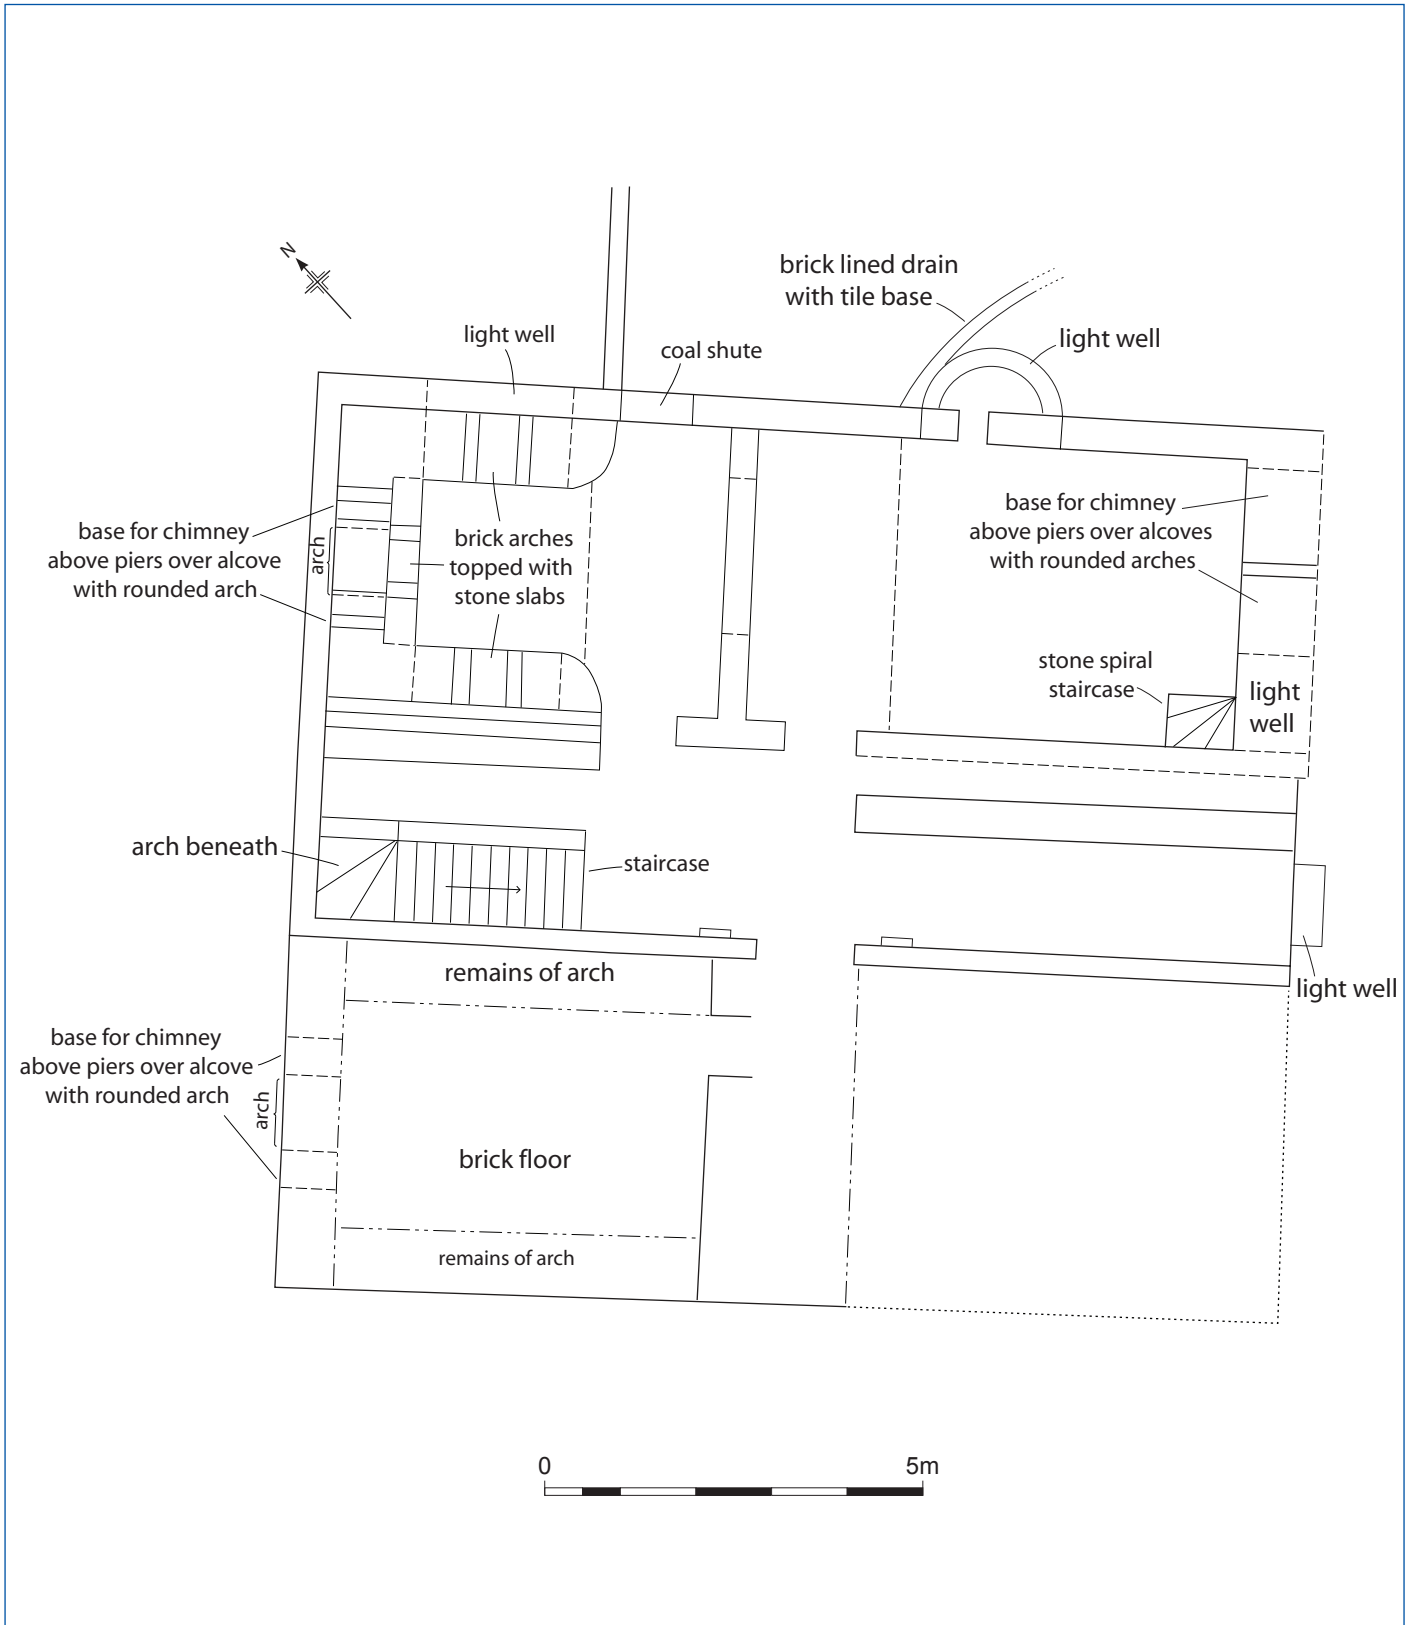 N
brick lined drain
with tile base
light well
coal shute
light well
base for chimney
above piers over alcoves
with rounded arches
base for chimney
above piers over alcove
with rounded arch
arch
brick arches
topped with
stone slabs
stone spiral
staircase
light
well
arch beneath
staircase
remains of arch
light well
base for chimney
above piers over alcove
with rounded arch
arch
brick floor
remains of arch
0
5m